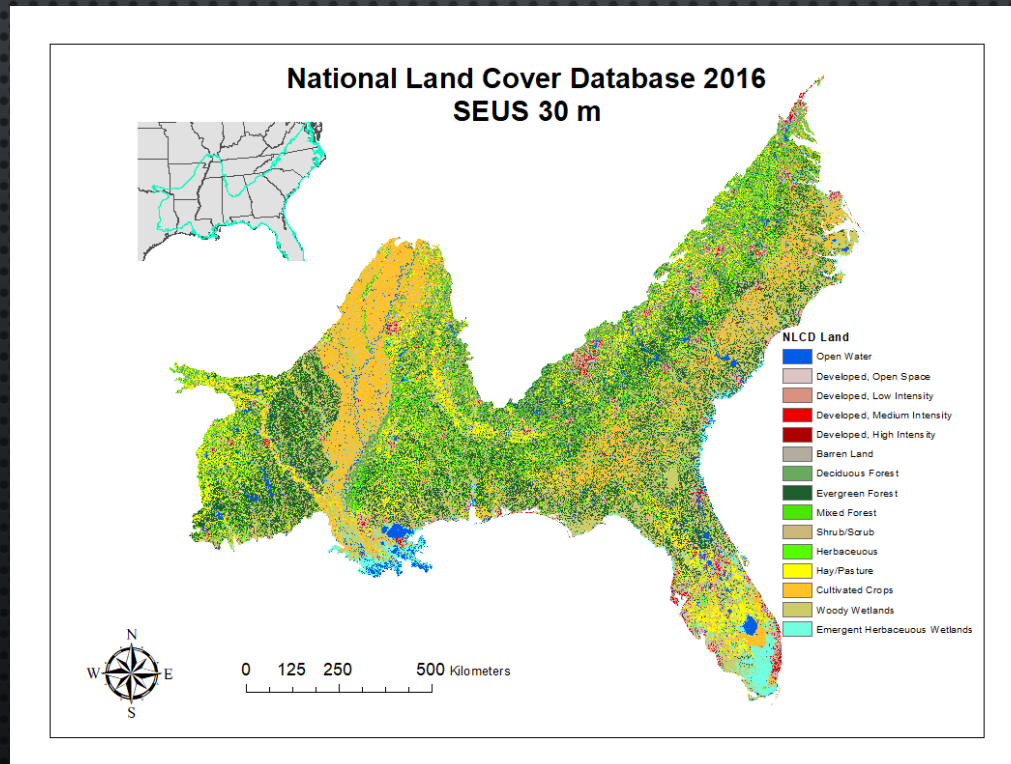 National Land Cover Database 2016
SEUS 30 m
NLCD Land
Open Water
Developed, Open Space
Developed, Low Intensity
Developed, Medium Intensity
Developed, High Intensity
Barren Land
Deciduous Forest
Evergreen Forest
Mixed Forest
Shrub/Scrub
Herbaceuous
Hay/Pasture
Cultivated Crops
Woody Wetlands
Emergent Herbaceuous Wetlands
N
W E
S
0 125 250 500 Kilometers